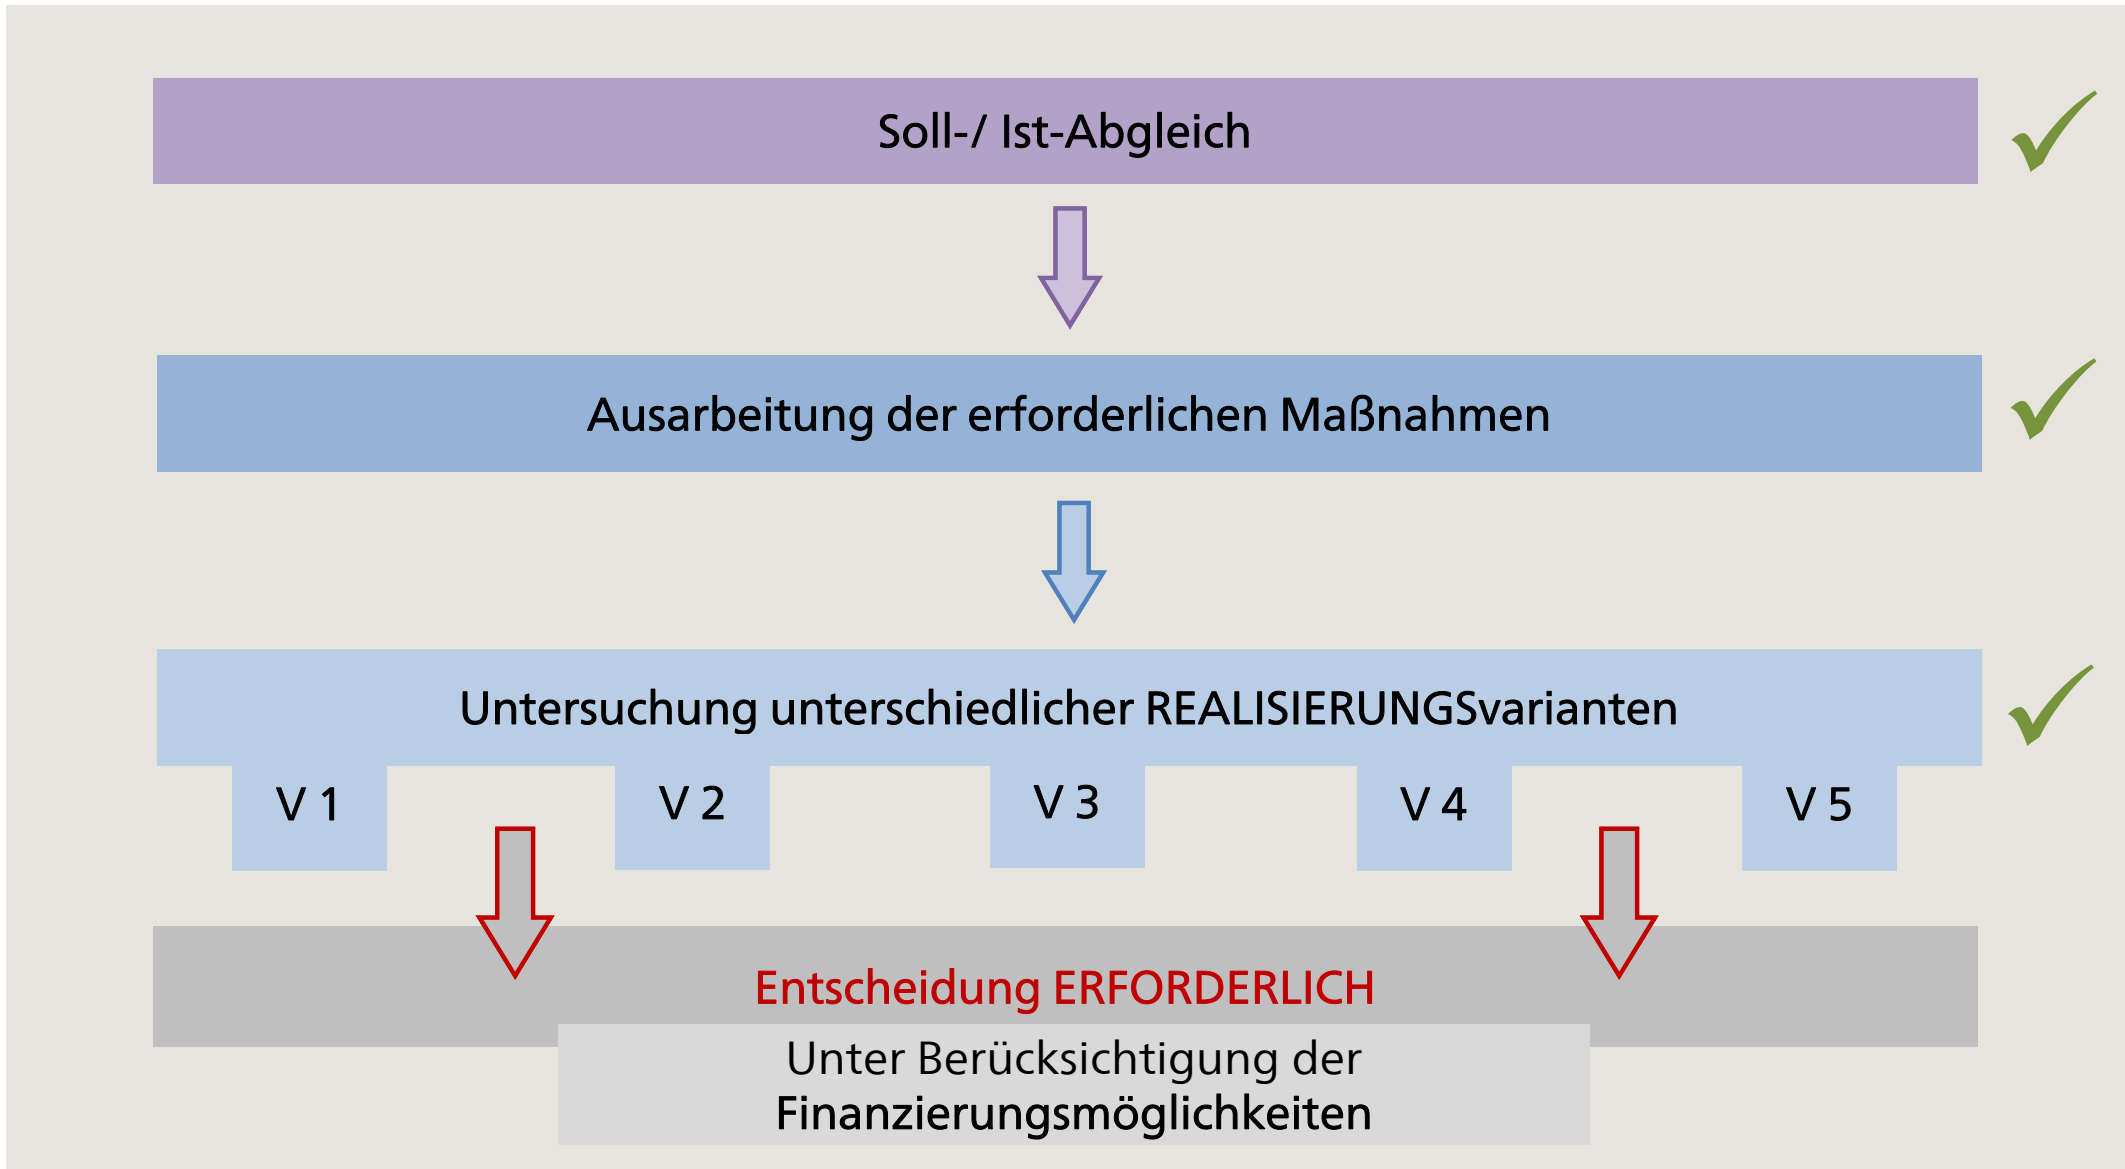 Soll-/ Ist-Abgleich
Ausarbeitung der erforderlichen Maßnahmen
Untersuchung unterschiedlicher REALISIERUNGSvarianten
V 1 V 2 V 3 V 4 V 5
Entscheidung ERFORDERLICH
Unter Berücksichtigung der
Finanzierungsmöglichkeiten